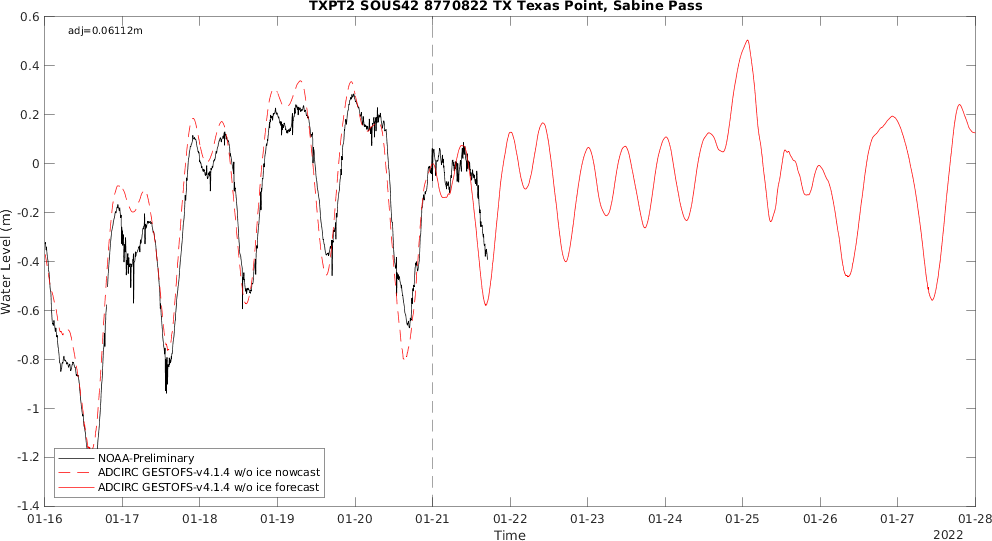 TXPT2 SOUS42 8770822 TX Texas Point, Sabine Pass
adj=0.06112m
0.6
0.4
0.2
0
-0.2
-0.4
-0.6
-0.8
-1
-1.2
-1.4
Water Level (m)
NOAA-Preliminary
ADCIRC GESTOFS-v4.1.4 w/o ice nowcast
ADCIRC GESTOFS-v4.1.4 w/o ice forecast
01-16 01-17 01-18 01-19 01-20 01-21 01-22 01-23 01-24 01-25 01-26 01-27 01-28
Time
2022